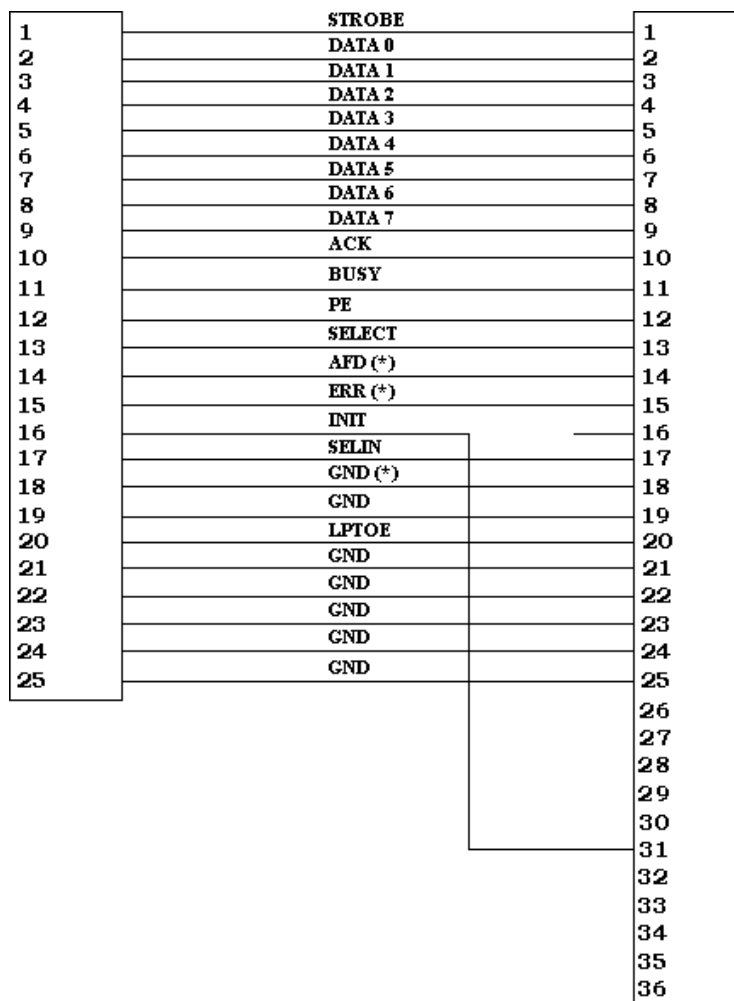 STROBE
1 1
DATA 0
2 2
DATA 1
3 3
DATA 2
4 4
DATA 3
5 5
DATA 4
6 6
DATA 5
7 7
DATA 6
8 8
DATA 7
9 9
ACK
10 10
BUSY
11 11
PE
12 12
SELECT
13 13
AFD (*)
14 14
ERR (*)
15 15
INIT
16 16
SELIN
17 17
GND (*)
18 18
GND
19 19
LPTOE
20 20
GND
21 21
GND
22 22
GND
23 23
GND
24 24
GND
25 25
26
27
28
29
30
31
32
33
34
35
36